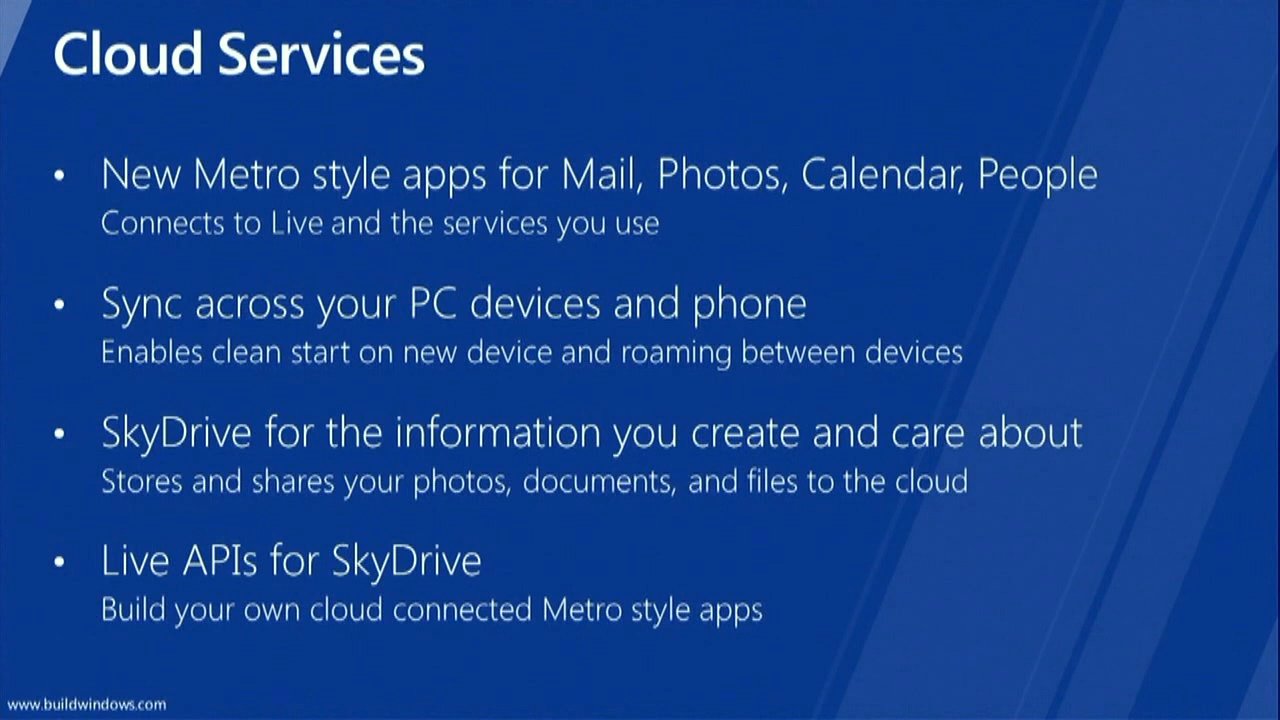 Cloud Services
• New Metro style apps for Mail, Photos, Calendar, People
Connects to Live and the services you use
• Sync across your PC devices and phone
Enables clean start on new device and roaming between devices
• SkyDrive for the information you create and care about
Stores and shares your photos, documents, and files to the cloud
• Live APIs for SkyDrive
Build your own cloud connected Metro style apps
www.buildwindows.com